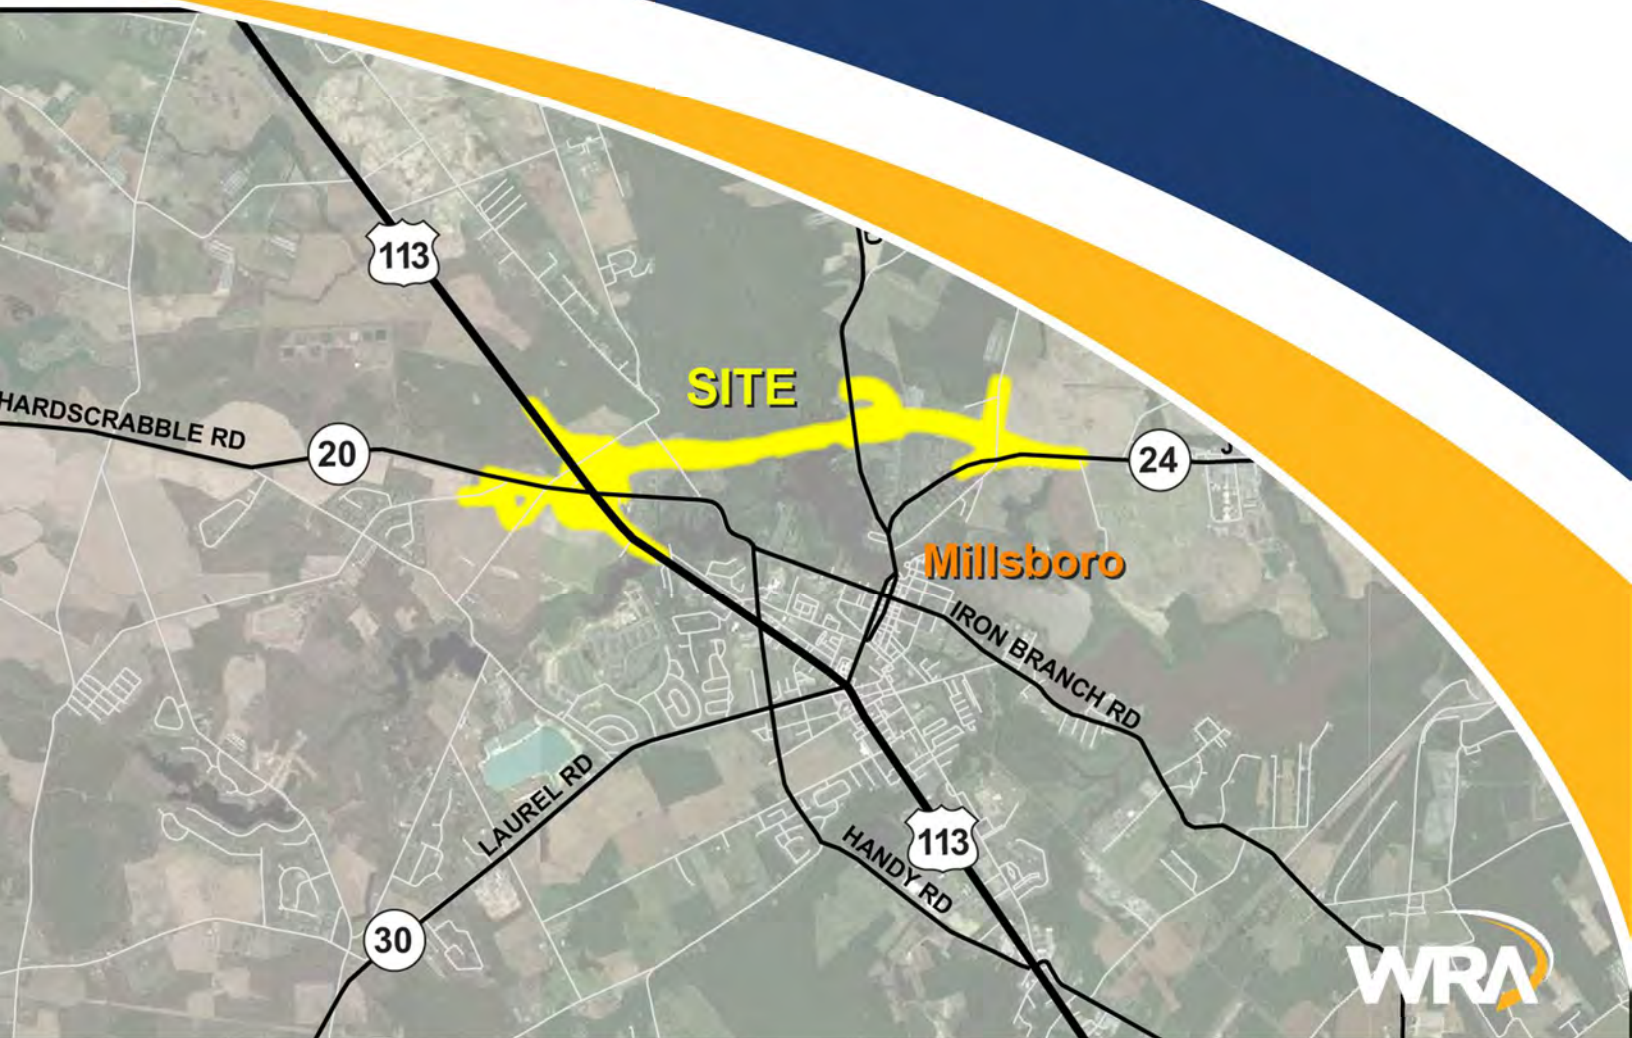 113
SITE
HARDSCRABBLE RD
20
24
J
Millsboro
IRON BRANCH RD
LAUREL RD
113
HANDY RD
30
WRA